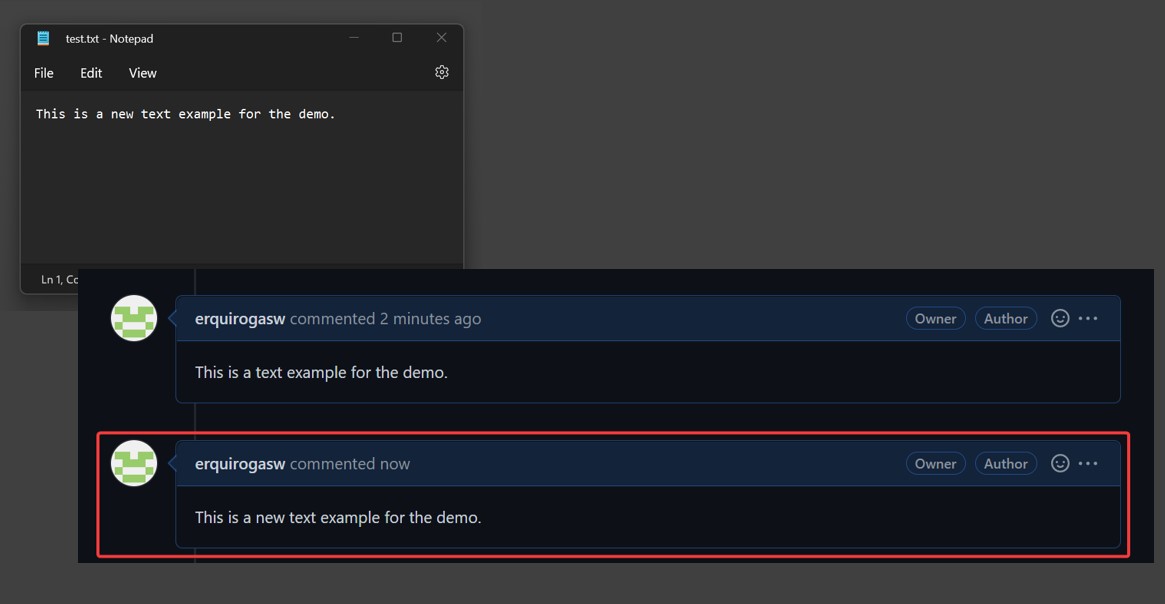 test.txt - Notepad
File Edit View
This is a new text example for the demo.
Ln 1,
erquirogasw commented 2 minutes ago Owner Author
This is a text example for the demo.
erquirogasw commented now Owner Author
This is a new text example for the demo.